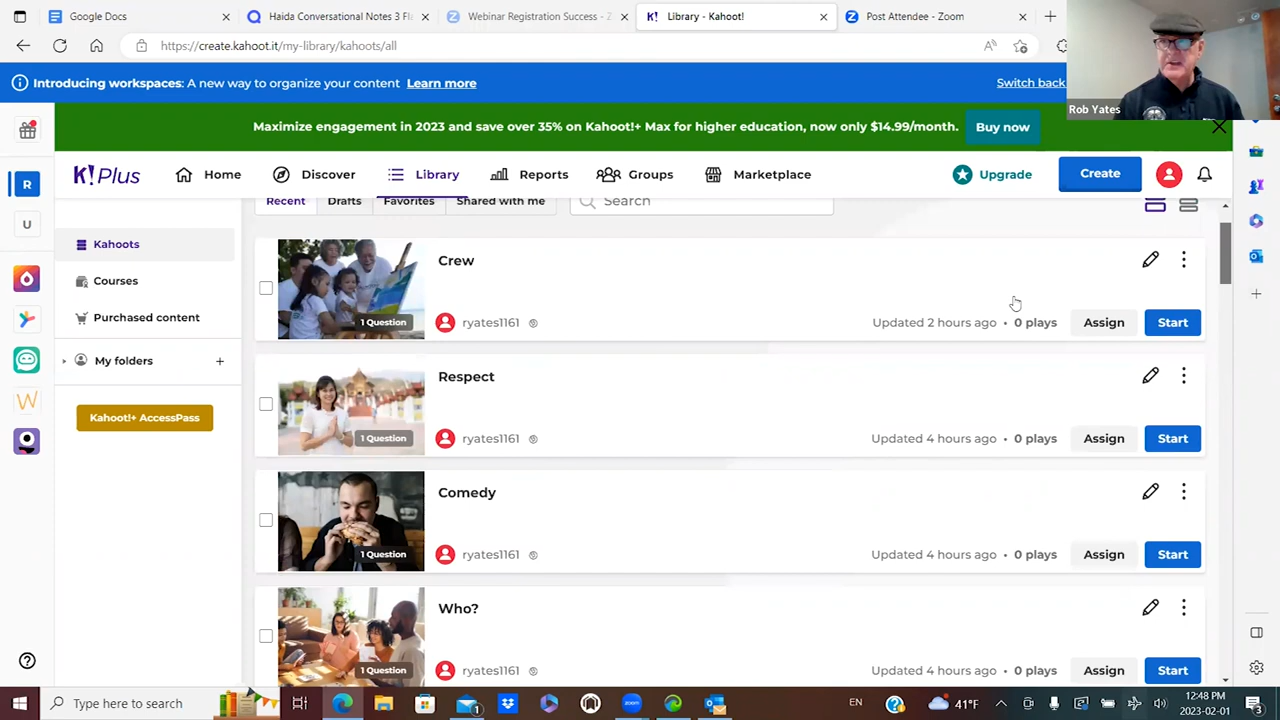 Google Docs
Haida Conversational Notes 3 Fl
Webinar Registration Success - Z
Library - Kahoot!
Post Attendee - Zoom
https://create.kahoot.it/my-library/kahoots/all
Introducing workspaces: A new way to organize your content Learn more
Switch back
Rob Yates
Maximize engagement in 2023 and save over 35% on Kahoot!+ Max for higher education, now only $14.99/month. Buy now
K!Plus
Home
Discover
Library
Reports
Groups
Marketplace
Upgrade
Create
R
U
Recent
Drafts
Favorites
Shared with me
Search
Kahoots
Courses
Purchased content
My folders
Kahoot!+ AccessPass
Crew
1 Question
ryates1161
Updated 2 hours ago • 0 plays
Assign
Start
Respect
1 Question
ryates1161
Updated 4 hours ago • 0 plays
Assign
Start
Comedy
1 Question
ryates1161
Updated 4 hours ago • 0 plays
Assign
Start
Who?
1 Question
ryates1161
Updated 4 hours ago • 0 plays
Assign
Start
Type here to search
EN
41°F
12:48 PM
2023-02-01